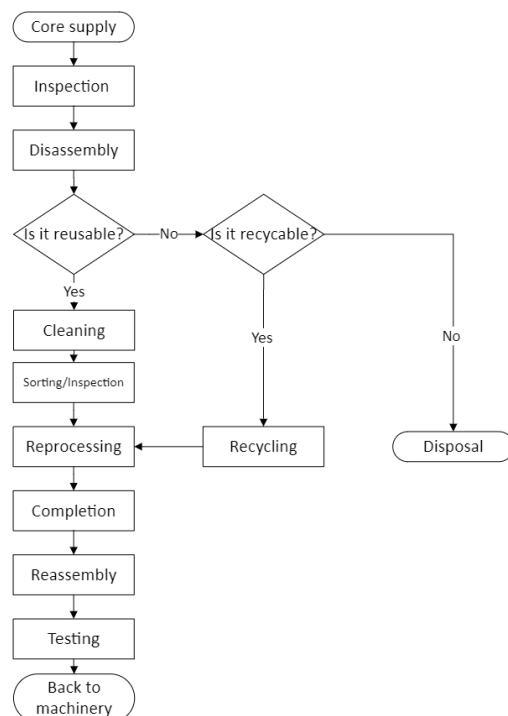 Core supply
Inspection
Disassembly
Is it reusable?
No
Is it recycable?
Yes
Cleaning
Yes
No
Sorting/Inspection
Reprocessing
Recycling
Disposal
Completion
Reassembly
Testing
Back to
machinery